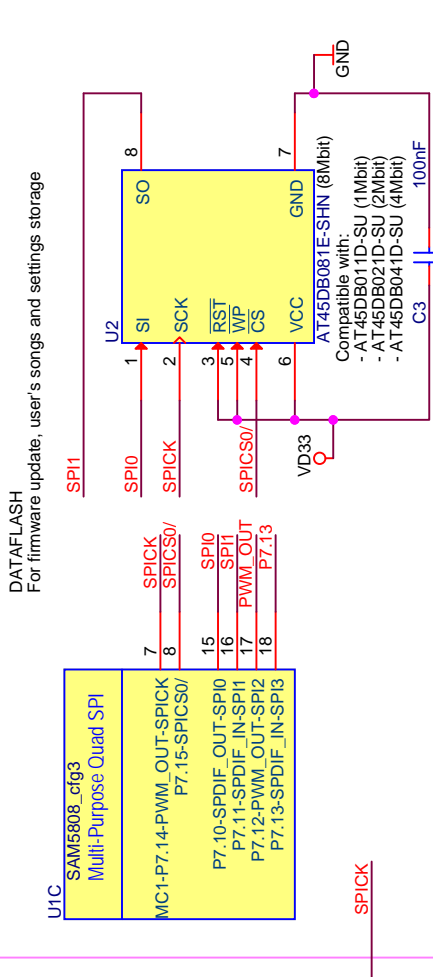 DATAFLASH
For firmware update, user's songs and settings storage
SPI1
SPI0
SPICK
SPICS0/
VD33
U2
1
2
3
5
4
6
8
7
SI
SCK
RST
WP
CS
VCC
SO
GND
AT45DB081E-SHN (8Mbit)
Compatible with:
- AT45DB011D-SU (1Mbit)
- AT45DB021D-SU (2Mbit)
- AT45DB041D-SU (4Mbit)
GND
C3
100nF
U1C
SAM5808_cfg3
Multi-Purpose Quad SPI
MC1-P7.14-PWM_OUT-SPICK
P7.15-SPICS0/
P7.10-SPDIF_OUT-SPI0
P7.11-SPDIF_IN-SPI1
P7.12-PWM_OUT-SPI2
P7.13-SPDIF_IN-SPI3
7
8
15
16
17
18
SPICK
SPICS0/
SPI0
SPI1
PWM_OUT
P7.13
SPICK